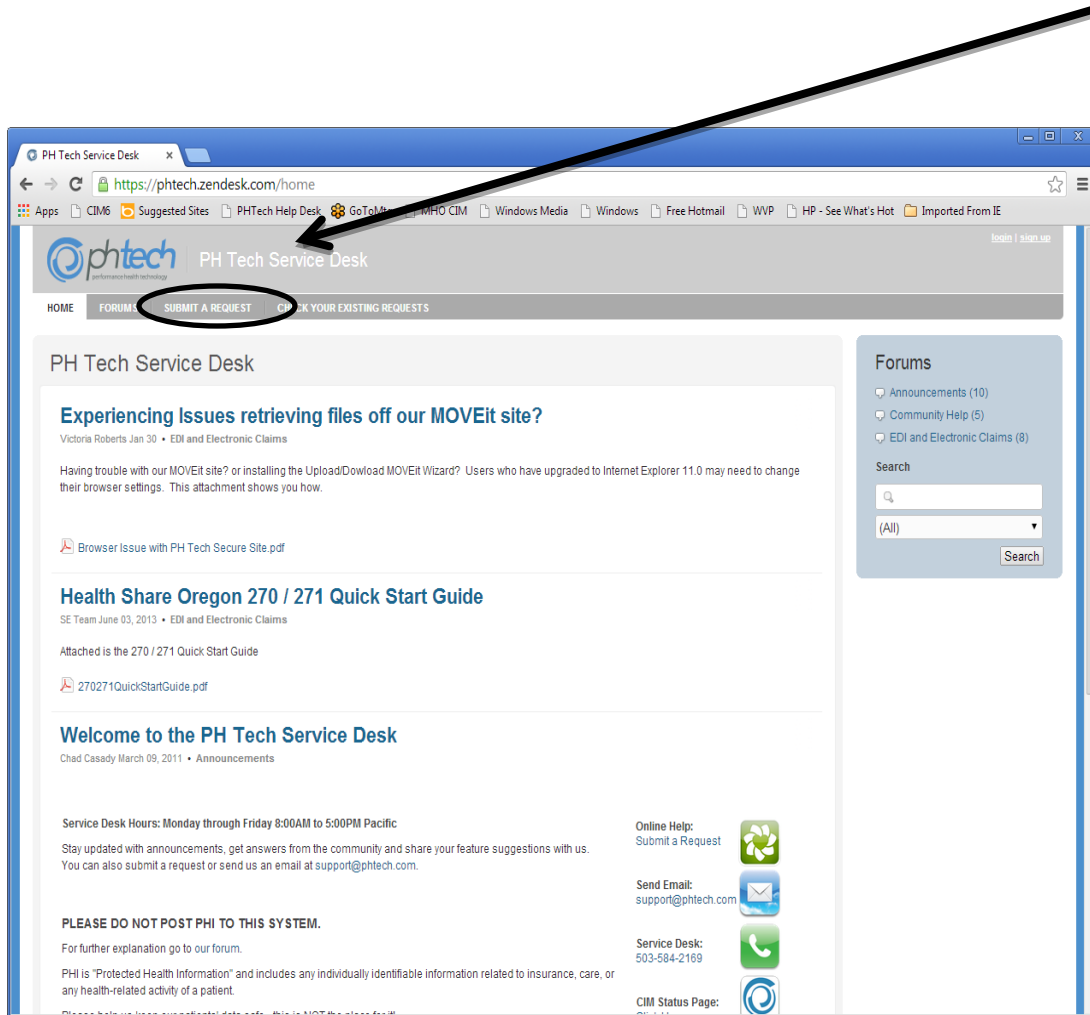 PH Tech Service Desk
https://phtech.zendesk.com/home
Apps CIM6 Suggested Sites PHTech Help Desk MHO CIM Windows Media Windows Free Hotmail WVP HP - See What's Hot Imported From IE
login | sign up
phtech PH Tech Service Desk
performance health technology
HOME FORUMS SUBMIT A REQUEST CHECK YOUR EXISTING REQUESTS
PH Tech Service Desk
Experiencing Issues retrieving files off our MOVEit site?
Victoria Roberts Jan 30 • EDI and Electronic Claims
Having trouble with our MOVEit site? or installing the Upload/Dowload MOVEit Wizard? Users who have upgraded to Internet Explorer 11.0 may need to change
their browser settings. This attachment shows you how.
Browser Issue with PH Tech Secure Site.pdf
Health Share Oregon 270 / 271 Quick Start Guide
SE Team June 03, 2013 • EDI and Electronic Claims
Attached is the 270 / 271 Quick Start Guide
270271QuickStartGuide.pdf
Welcome to the PH Tech Service Desk
Chad Casady March 09, 2011 • Announcements
Service Desk Hours: Monday through Friday 8:00AM to 5:00PM Pacific
Stay updated with announcements, get answers from the community and share your feature suggestions with us.
You can also submit a request or send us an email at support@phtech.com.
PLEASE DO NOT POST PHI TO THIS SYSTEM.
For further explanation go to our forum.
PHI is "Protected Health Information" and includes any individually identifiable information related to insurance, care, or
any health-related activity of a patient.
Online Help:
Submit a Request
Send Email:
support@phtech.com
Service Desk:
503-584-2169
CIM Status Page:
Forums
Announcements (10)
Community Help (5)
EDI and Electronic Claims (8)
Search
(All)
Search